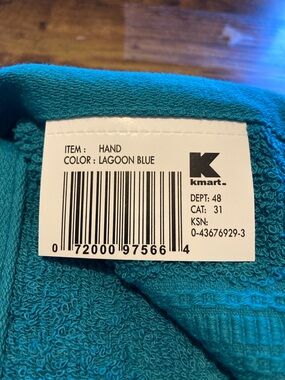 ITEM : HAND
COLOR : LAGOON BLUE
K
kmart
DEPT: 48
CAT: 31
KSN:
0-43676929-3
0 72000 97566 4